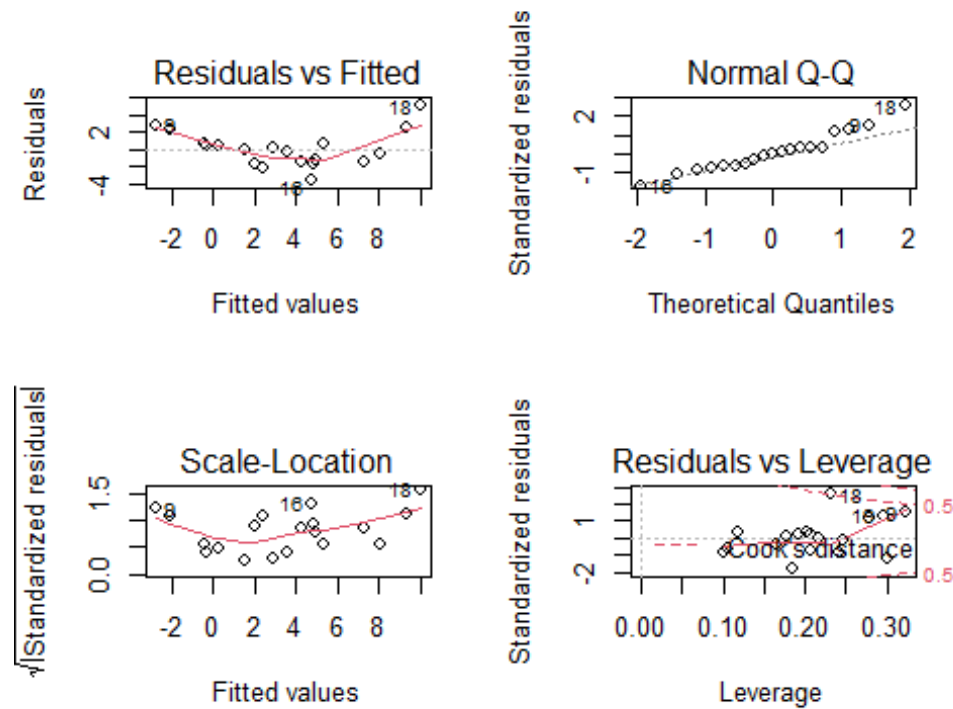 Residuals vs Fitted
Residuals
2
-4
9
18
16
-2 0 2 4 6 8
Fitted values
Normal Q-Q
Standardized residuals
2
-1
18
9
16
-2 -1 0 1 2
Theoretical Quantiles
Scale-Location
√|Standardized residuals|
1.5
0.0
9
16
18
-2 0 2 4 6 8
Fitted values
Residuals vs Leverage
Standardized residuals
1
-2
18
0.5
Cook's distance
0.5
0.00 0.10 0.20 0.30
Leverage